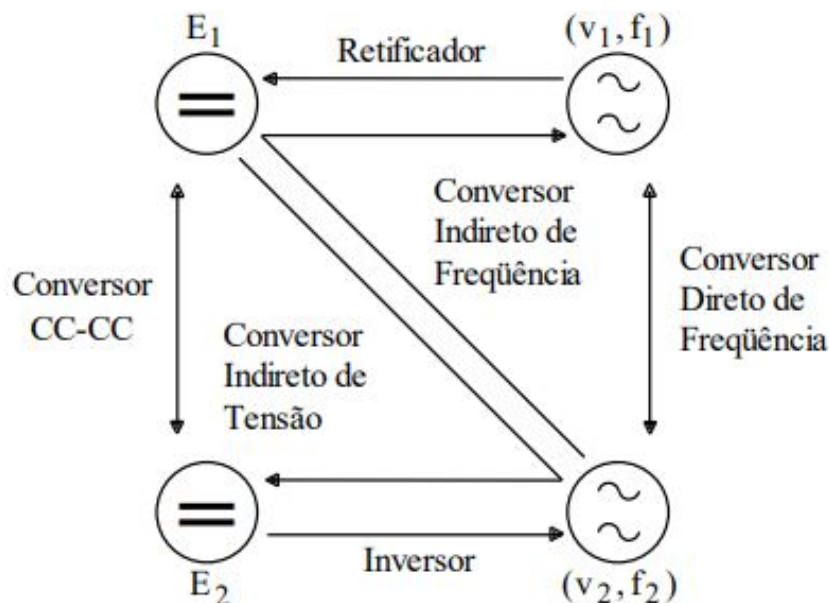 E1
(v1,f1)
Retificador
Conversor
Indireto de
Freqüência
Conversor
Direto de
Freqüência
Conversor
CC-CC
Conversor
Indireto de
Tensão
Inversor
E2
(v2,f2)